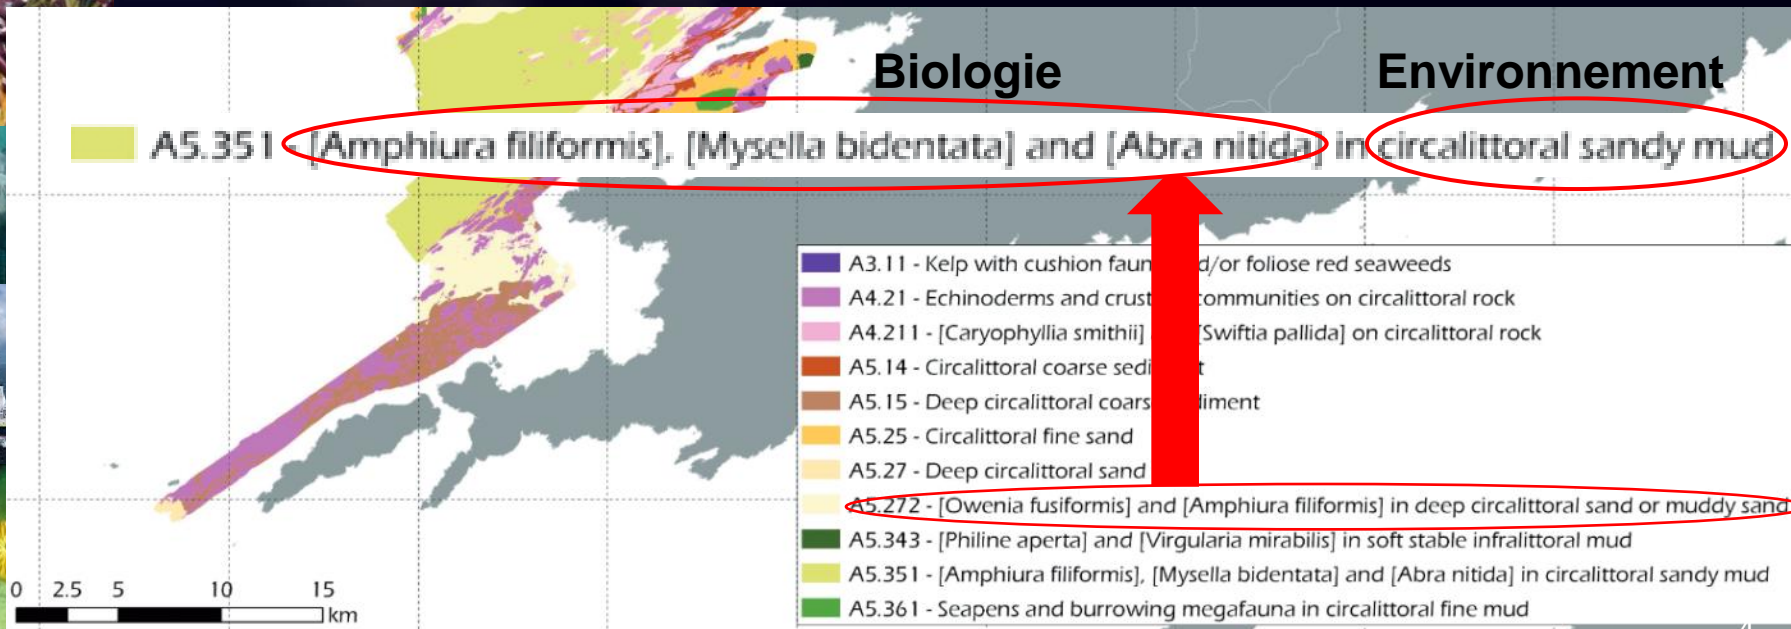 Biologie
Environnement
A5.351 - [Amphiura filiformis], [Mysella bidentata] and [Abra nitida] in circalittoral sandy mud
A3.11 - Kelp with cushion faun d/or foliose red seaweeds
A4.21 - Echinoderms and crust communities on circalittoral rock
A4.211 - [Caryophyllia smithii] [Swiftia pallida] on circalittoral rock
A5.14 - Circalittoral coarse sedi t
A5.15 - Deep circalittoral coars diment
A5.25 - Circalittoral fine sand
A5.27 - Deep circalittoral sand
A5.272 - [Owenia fusiformis] and [Amphiura filiformis] in deep circalittoral sand or muddy sand
A5.343 - [Philine aperta] and [Virgularia mirabilis] in soft stable infralittoral mud
A5.351 - [Amphiura filiformis], [Mysella bidentata] and [Abra nitida] in circalittoral sandy mud
A5.361 - Seapens and burrowing megafauna in circalittoral fine mud
0 2.5 5 10 15
km